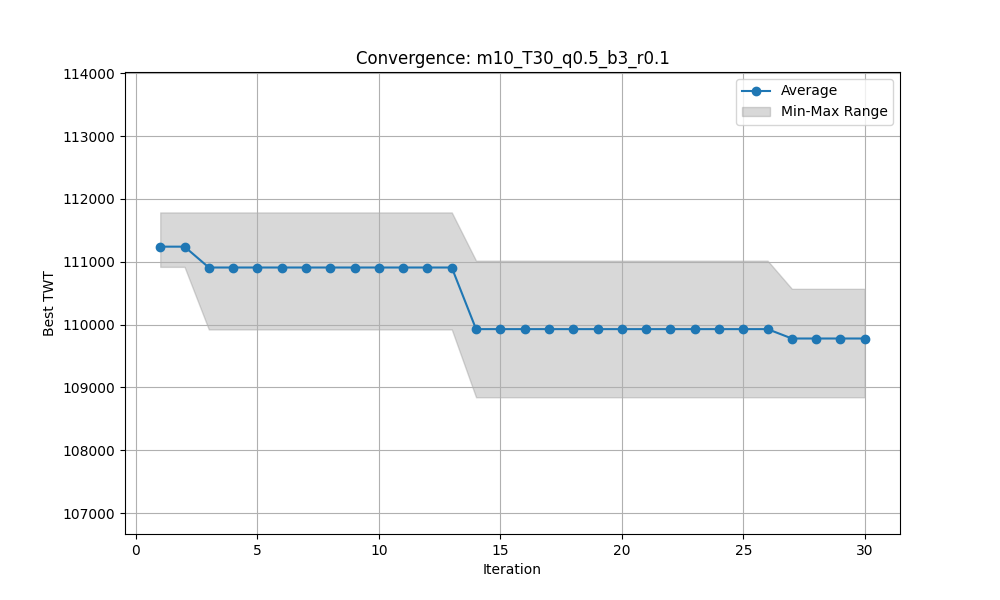 Convergence: m10_T30_q0.5_b3_r0.1
114000
113000
112000
111000
110000
109000
108000
107000
Best TWT
Average
Min-Max Range
0 5 10 15 20 25 30
Iteration